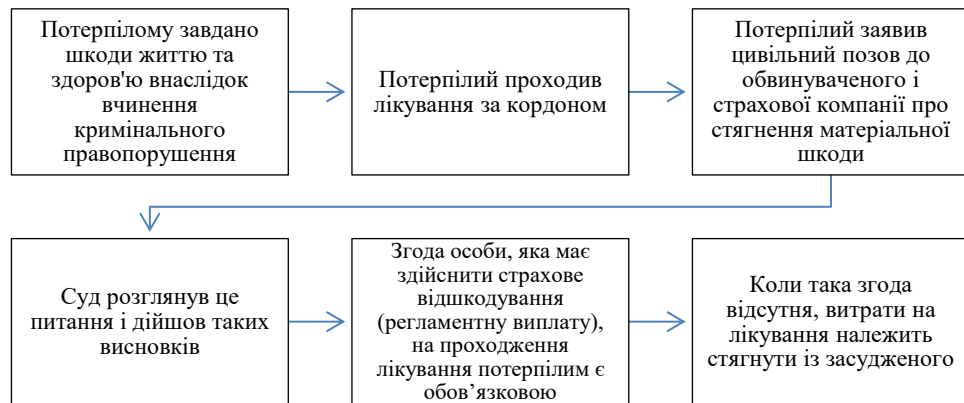 Потерпілому завдано
шкоди життю та
здоров'ю внаслідок
вчинення
кримінального
правопорушення
Потерпілий проходив
лікування за кордоном
Потерпілий заявив
цивільний позов до
обвинуваченого і
страхової компанії про
стягнення матеріальної
шкоди
Суд розглянув це
питання і дійшов таких
висновків
Згода особи, яка має
здійснити страхове
відшкодування
(регламентну виплату),
на проходження
лікування потерпілим є
обов’язковою
Коли така згода
відсутня, витрати на
лікування належить
стягнути із засудженого